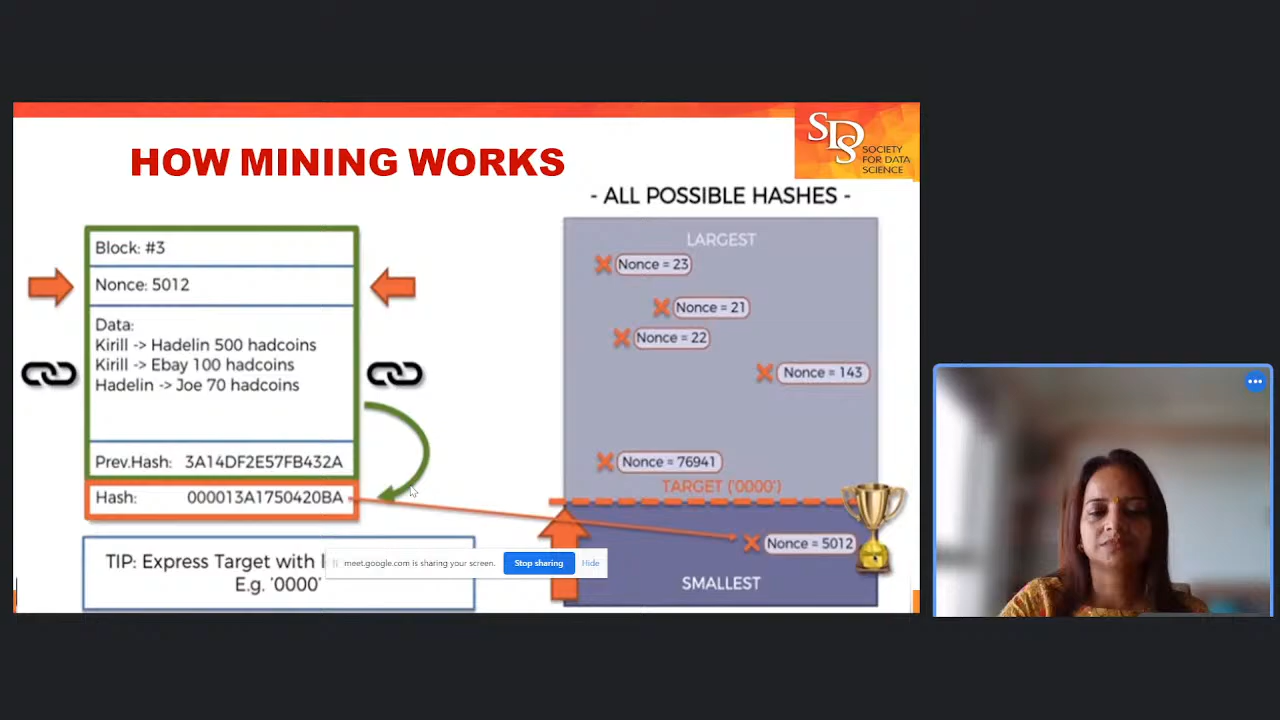 HOW MINING WORKS
SDS
SOCIETY
FOR DATA
SCIENCE
- ALL POSSIBLE HASHES -
Block: #3
Nonce: 5012
Data:
Kirill -> Hadelin 500 hadcoins
Kirill -> Ebay 100 hadcoins
Hadelin -> Joe 70 hadcoins
Prev.Hash: 3A14DF2E57FB432A
Hash: 000013A1750420BA
TIP: Express Target with
E.g. '0000'
LARGEST
Nonce = 23
Nonce = 21
Nonce = 22
Nonce = 143
Nonce = 76941
TARGET ('0000')
Nonce = 5012
SMALLEST
meet.google.com is sharing your screen.
Stop sharing
Hide